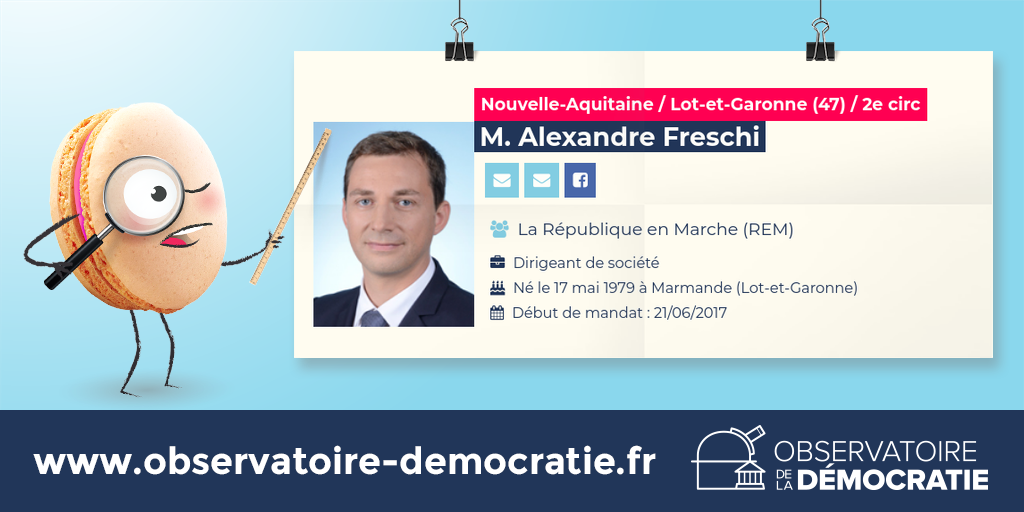 Nouvelle-Aquitaine / Lot-et-Garonne (47) / 2e circ
M. Alexandre Freschi
La République en Marche (REM)
Dirigeant de société
Né le 17 mai 1979 à Marmande (Lot-et-Garonne)
Début de mandat : 21/06/2017
www.observatoire-democratie.fr
OBSERVATOIRE
DE LA DÉMOCRATIE